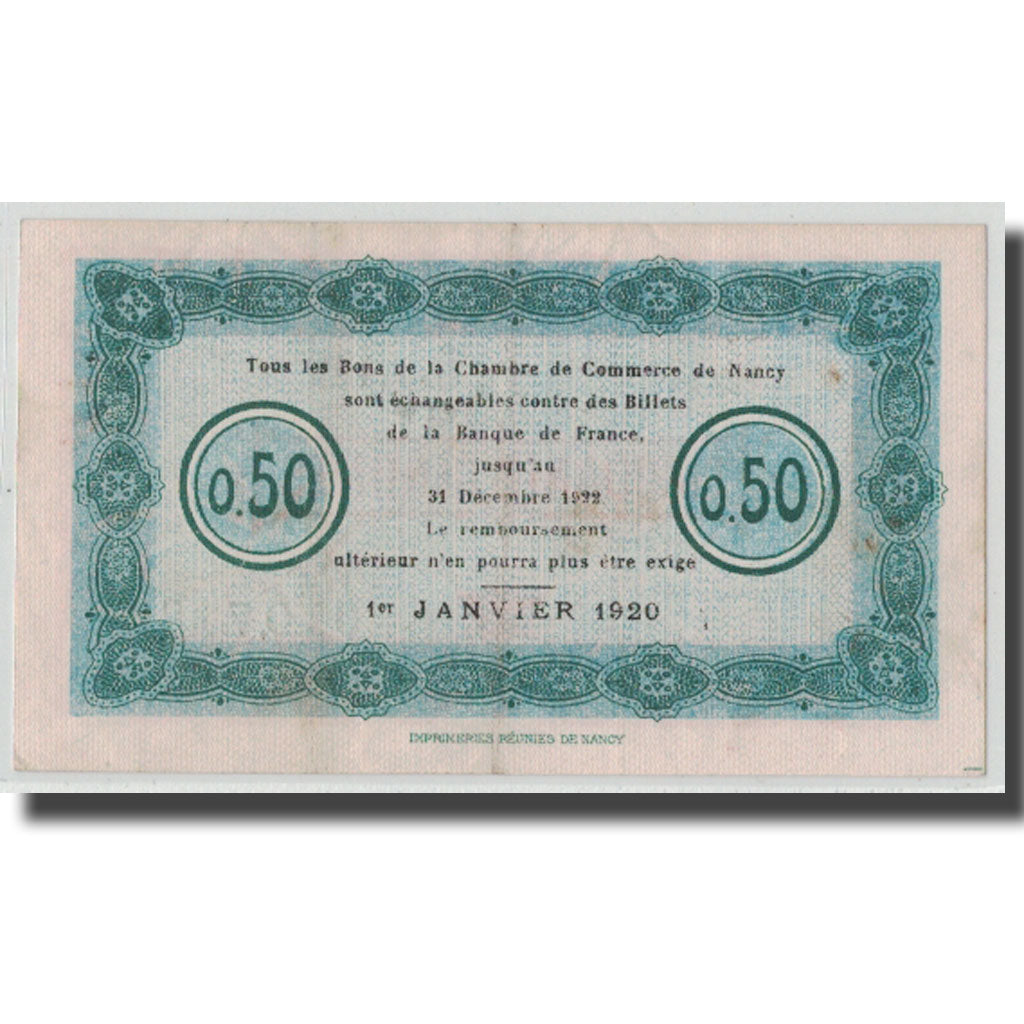 Tous les Bons de la Chambre de Commerce de Nancy
sont échangeables contre des Billets
de la Banque de France,
jusqu'au
31 Décembre 1922
Le remboursement
ultérieur n'en pourra plus être exige
0.50
0.50
1er JANVIER 1920
IMPRIMERIES RÉUNIES DE NANCY